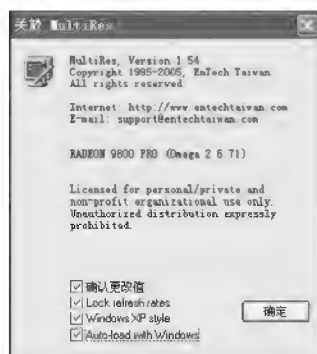 关於 MultiRes
MultiRes, Version 1.54
Copyright 1995-2005, EnTech Taiwan
All rights reserved
Internet: http://www.entechtaiwan.com
E-mail: support@entechtaiwan.com
RADEON 9800 PRO (Omega 2.6.71)
Licensed for personal/private and
non-profit organizational use only.
Unauthorized distribution expressly
prohibited.
确认更改值
Lock refresh rates
Windows XP style
确定
Auto-load with Windows